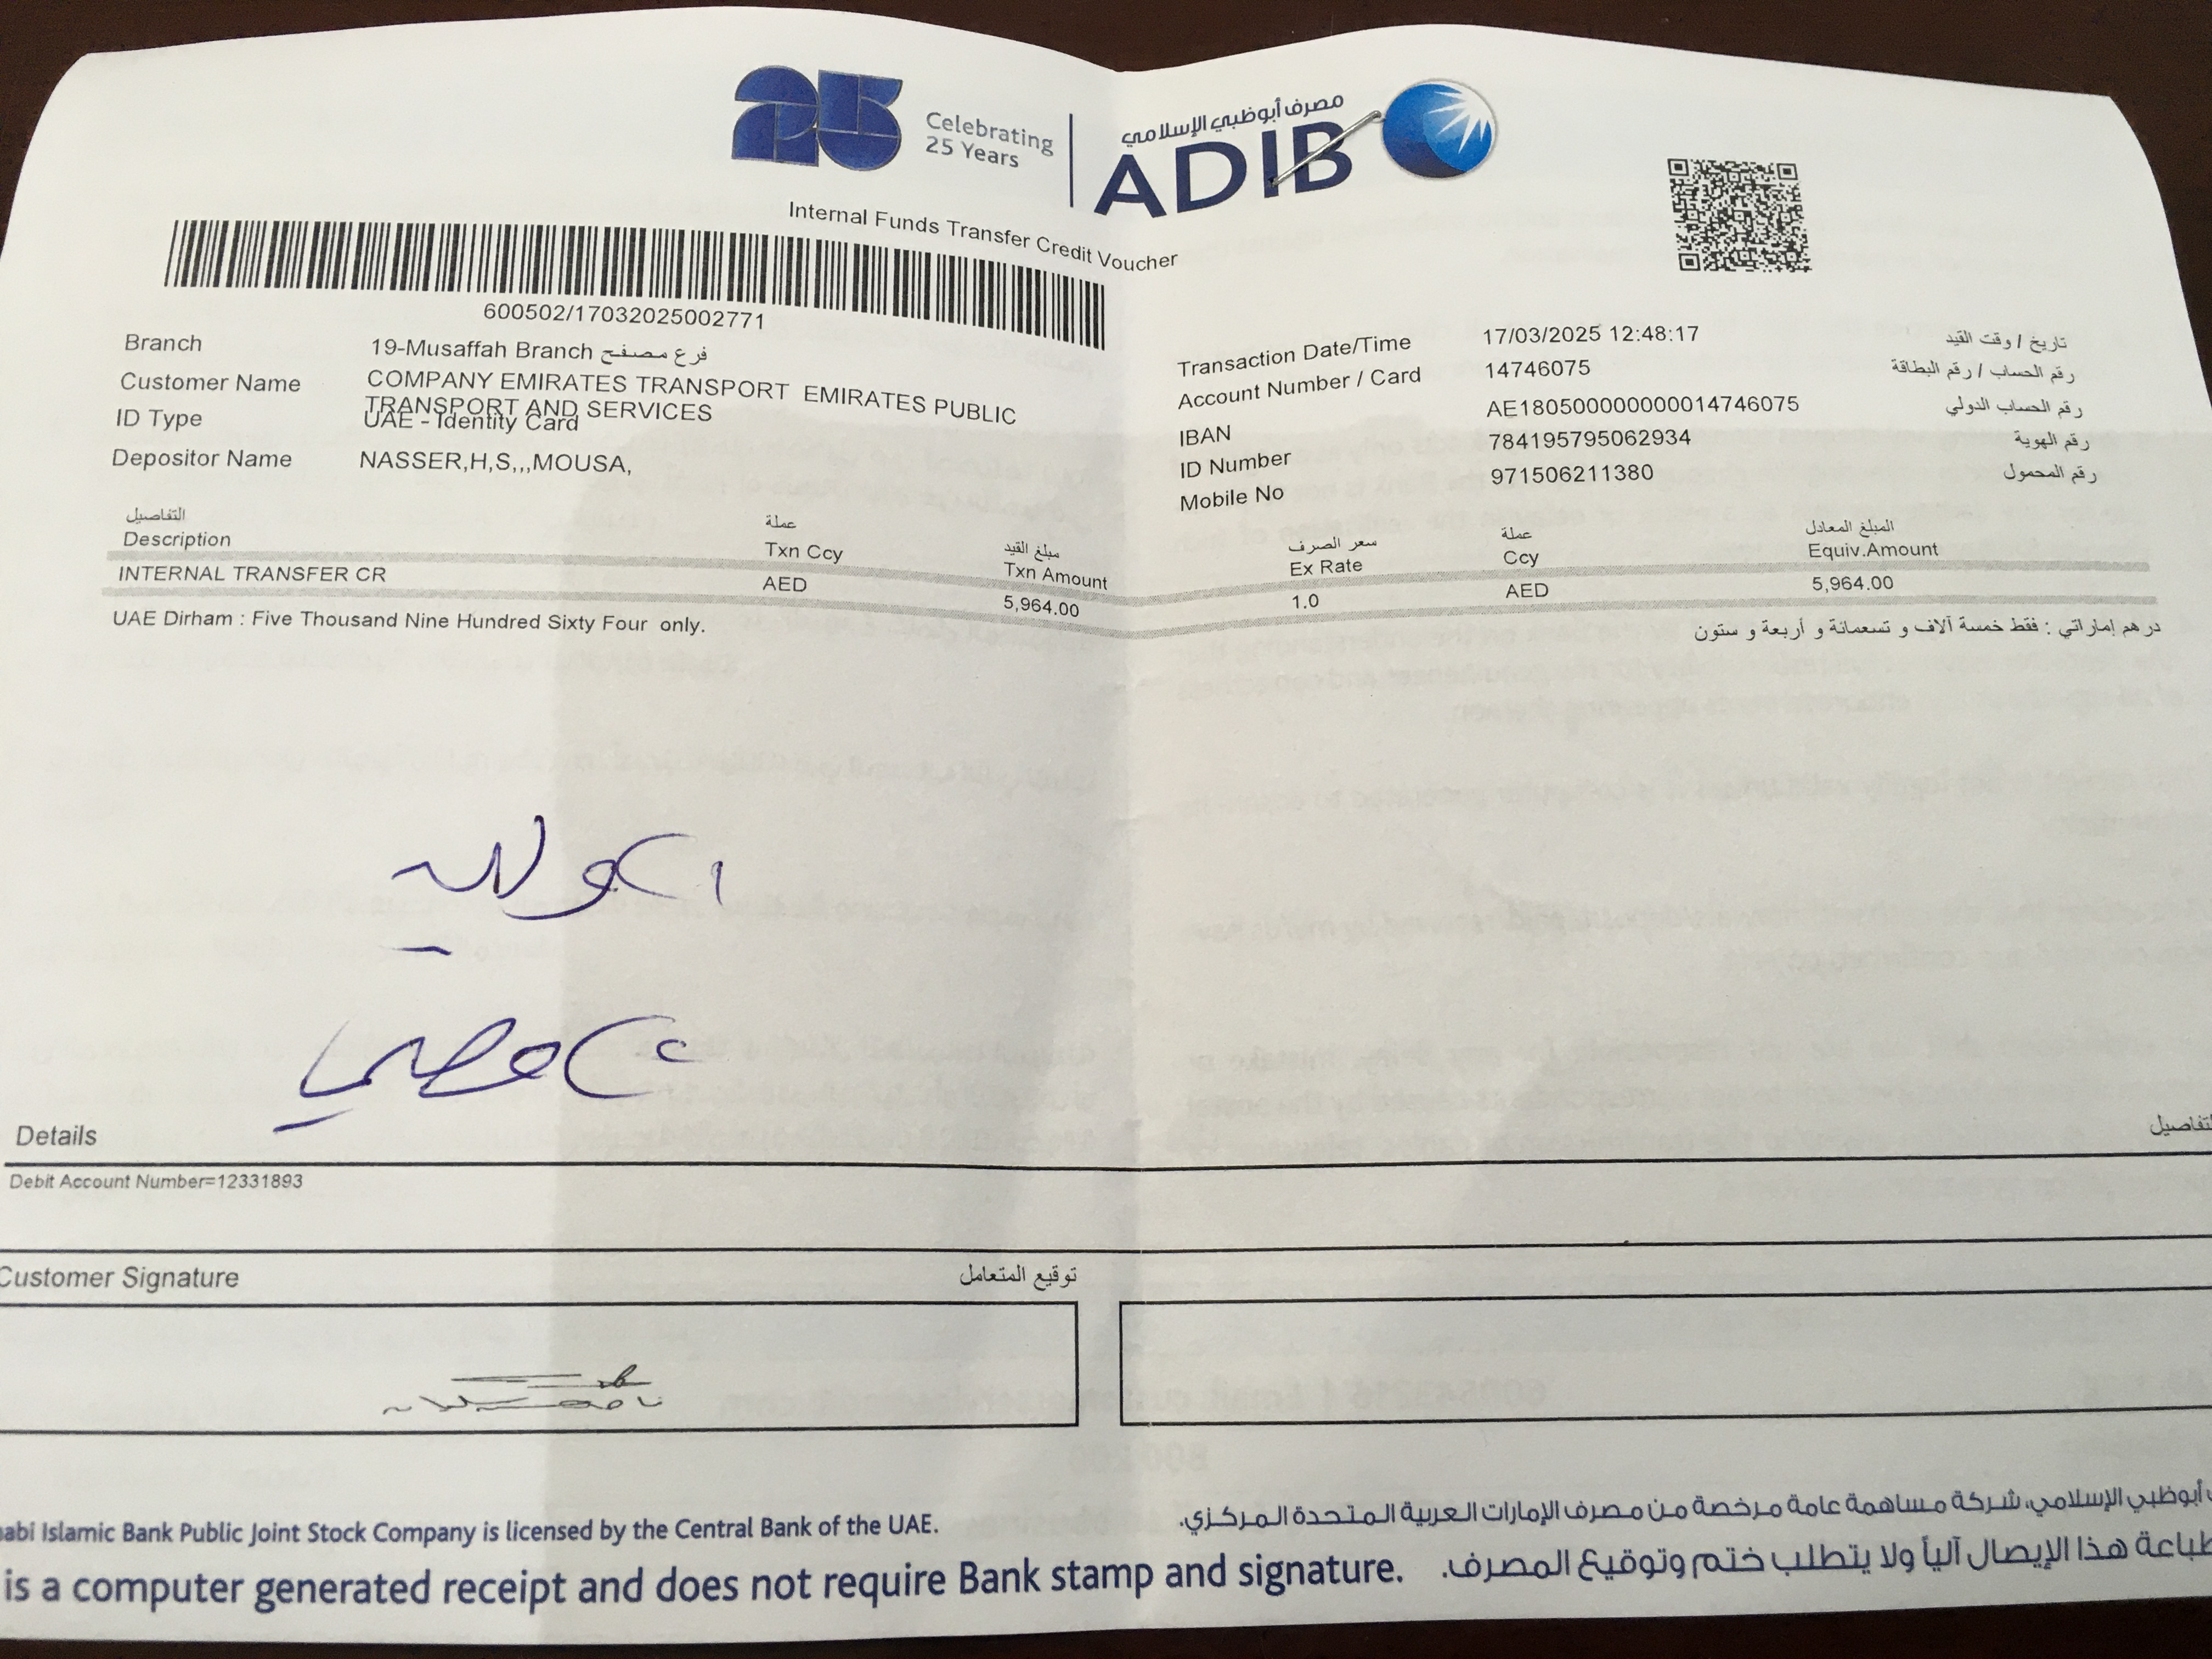 25
Celebrating
25 Years
مصرف أبوظبي الإسلامي
ADIB
Internal Funds Transfer Credit Voucher
600502/17032025002771
Branch 19-Musaffah Branch فرع مصفح
Customer Name COMPANY EMIRATES TRANSPORT EMIRATES PUBLIC
TRANSPORT AND SERVICES
ID Type UAE - Identity Card
Depositor Name NASSER,H,S,,,MOUSA,
Transaction Date/Time 17/03/2025 12:48:17 تاريخ / وقت القيد
Account Number / Card 14746075 رقم الحساب / رقم البطاقة
IBAN AE180500000000014746075 رقم الحساب الدولي
ID Number 784195795062934 رقم الهوية
Mobile No 971506211380 رقم المحمول
التفاصيل عملة مبلغ القيد سعر الصرف عملة المبلغ المعادل
Description Txn Ccy Txn Amount Ex Rate Ccy Equiv.Amount
INTERNAL TRANSFER CR AED 5,964.00 1.0 AED 5,964.00
UAE Dirham : Five Thousand Nine Hundred Sixty Four only.
درهم إماراتي : فقط خمسة آلاف و تسعمائة و أربعة و ستون
Details التفاصيل
Debit Account Number=12331893
Customer Signature توقيع المتعامل
abi Islamic Bank Public Joint Stock Company is licensed by the Central Bank of the UAE.
أبوظبي الإسلامي، شركة مساهمة عامة مرخصة من مصرف الإمارات العربية المتحدة المركزي.
is a computer generated receipt and does not require Bank stamp and signature.
طباعة هذا الإيصال آلياً ولا يتطلب ختم وتوقيع المصرف.